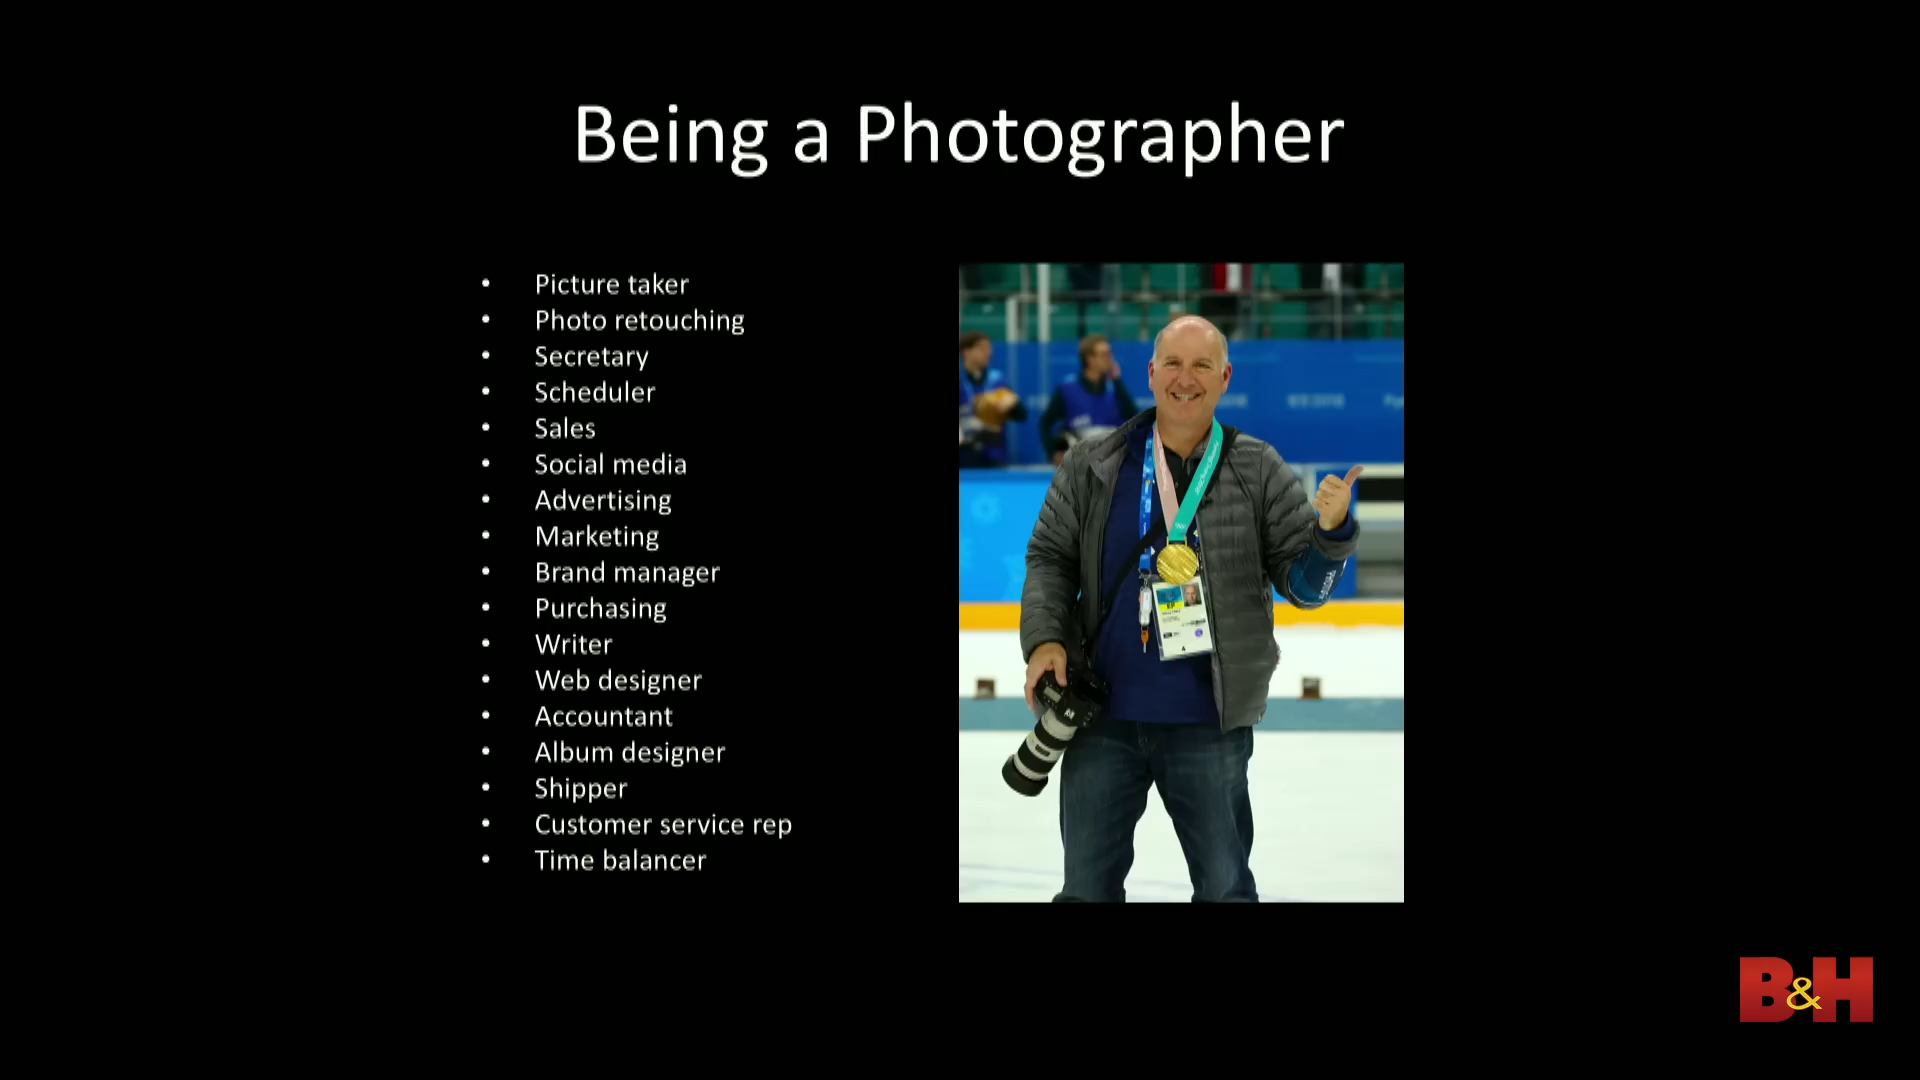 Being a Photographer
• Picture taker
• Photo retouching
• Secretary
• Scheduler
• Sales
• Social media
• Advertising
• Marketing
• Brand manager
• Purchasing
• Writer
• Web designer
• Accountant
• Album designer
• Shipper
• Customer service rep
• Time balancer
EP
B&H